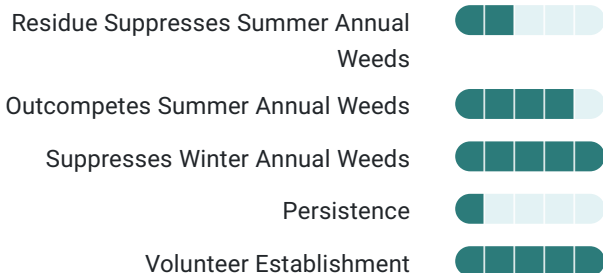 Residue Suppresses Summer Annual
Weeds
Outcompetes Summer Annual Weeds
Suppresses Winter Annual Weeds
Persistence
Volunteer Establishment